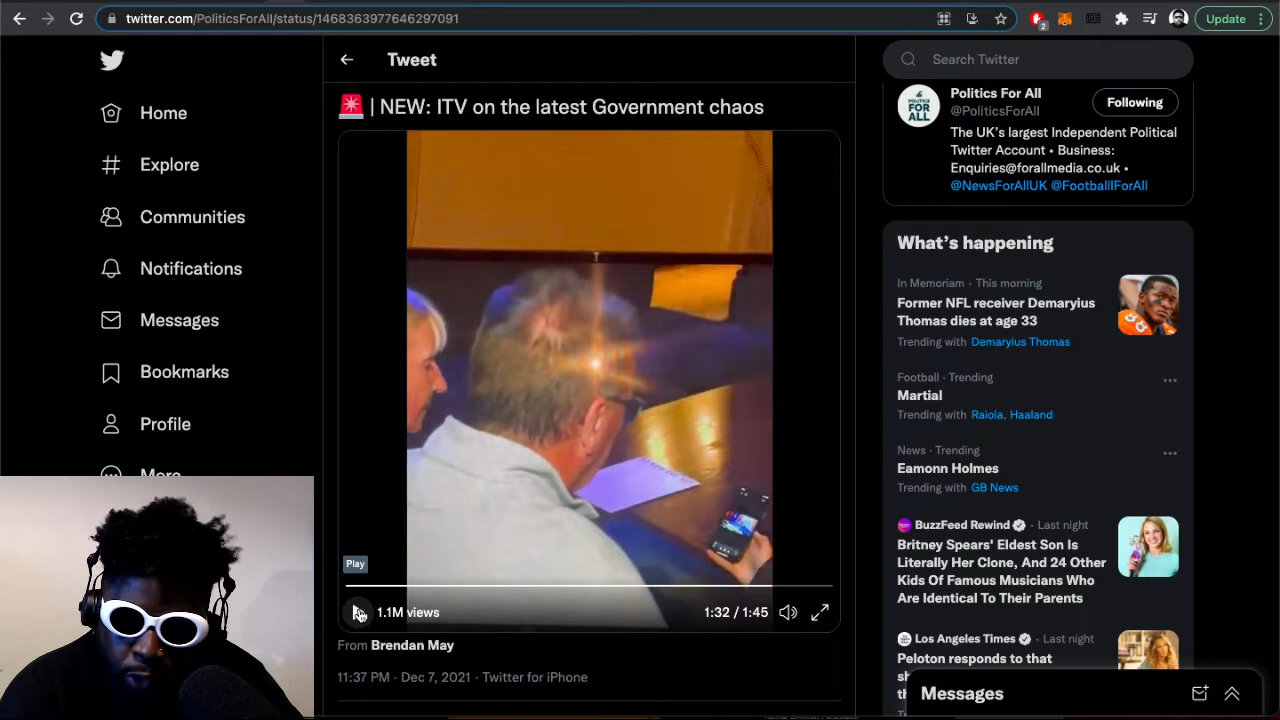 twitter.com/PoliticsForAll/status/1468363977646297091
2
Update
Home
Explore
Communities
Notifications
Messages
Bookmarks
Profile
More
Tweet
🚨 | NEW: ITV on the latest Government chaos
Play
1.1M views
1:32 / 1:45
From Brendan May
11:37 PM · Dec 7, 2021 · Twitter for iPhone
Search Twitter
POLITICS
FOR
ALL
Politics For All
@PoliticsForAll
Following
The UK's largest Independent Political
Twitter Account • Business:
Enquiries@forallmedia.co.uk •
@NewsForAllUK @FootballlForAll
What's happening
In Memoriam · This morning
Former NFL receiver Demaryius
Thomas dies at age 33
Trending with Demaryius Thomas
Football · Trending
Martial
Trending with Raiola, Haaland
News · Trending
Eamonn Holmes
Trending with GB News
BuzzFeed Rewind · Last night
Britney Spears' Eldest Son Is
Literally Her Clone, And 24 Other
Kids Of Famous Musicians Who
Are Identical To Their Parents
Los Angeles Times · Last night
Peloton responds to that
Messages